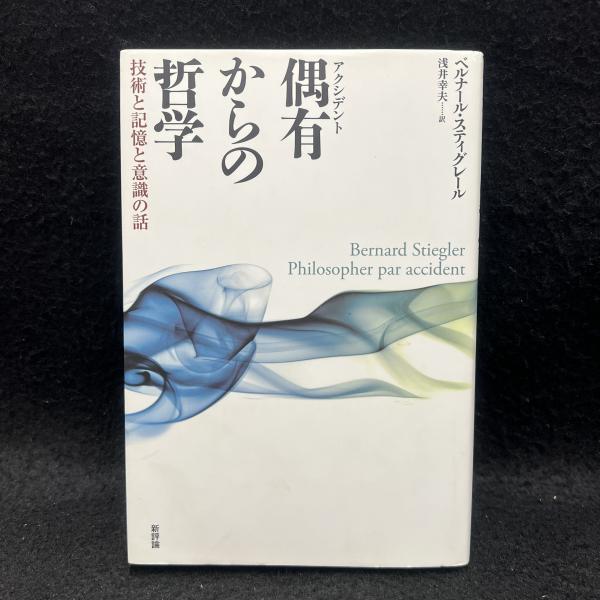 ベルナール・スティグレール
浅井幸夫……訳
アクシデント
偶有
からの
哲学
技術と記憶と意識の話
Bernard Stiegler
Philosopher par accident
新評論